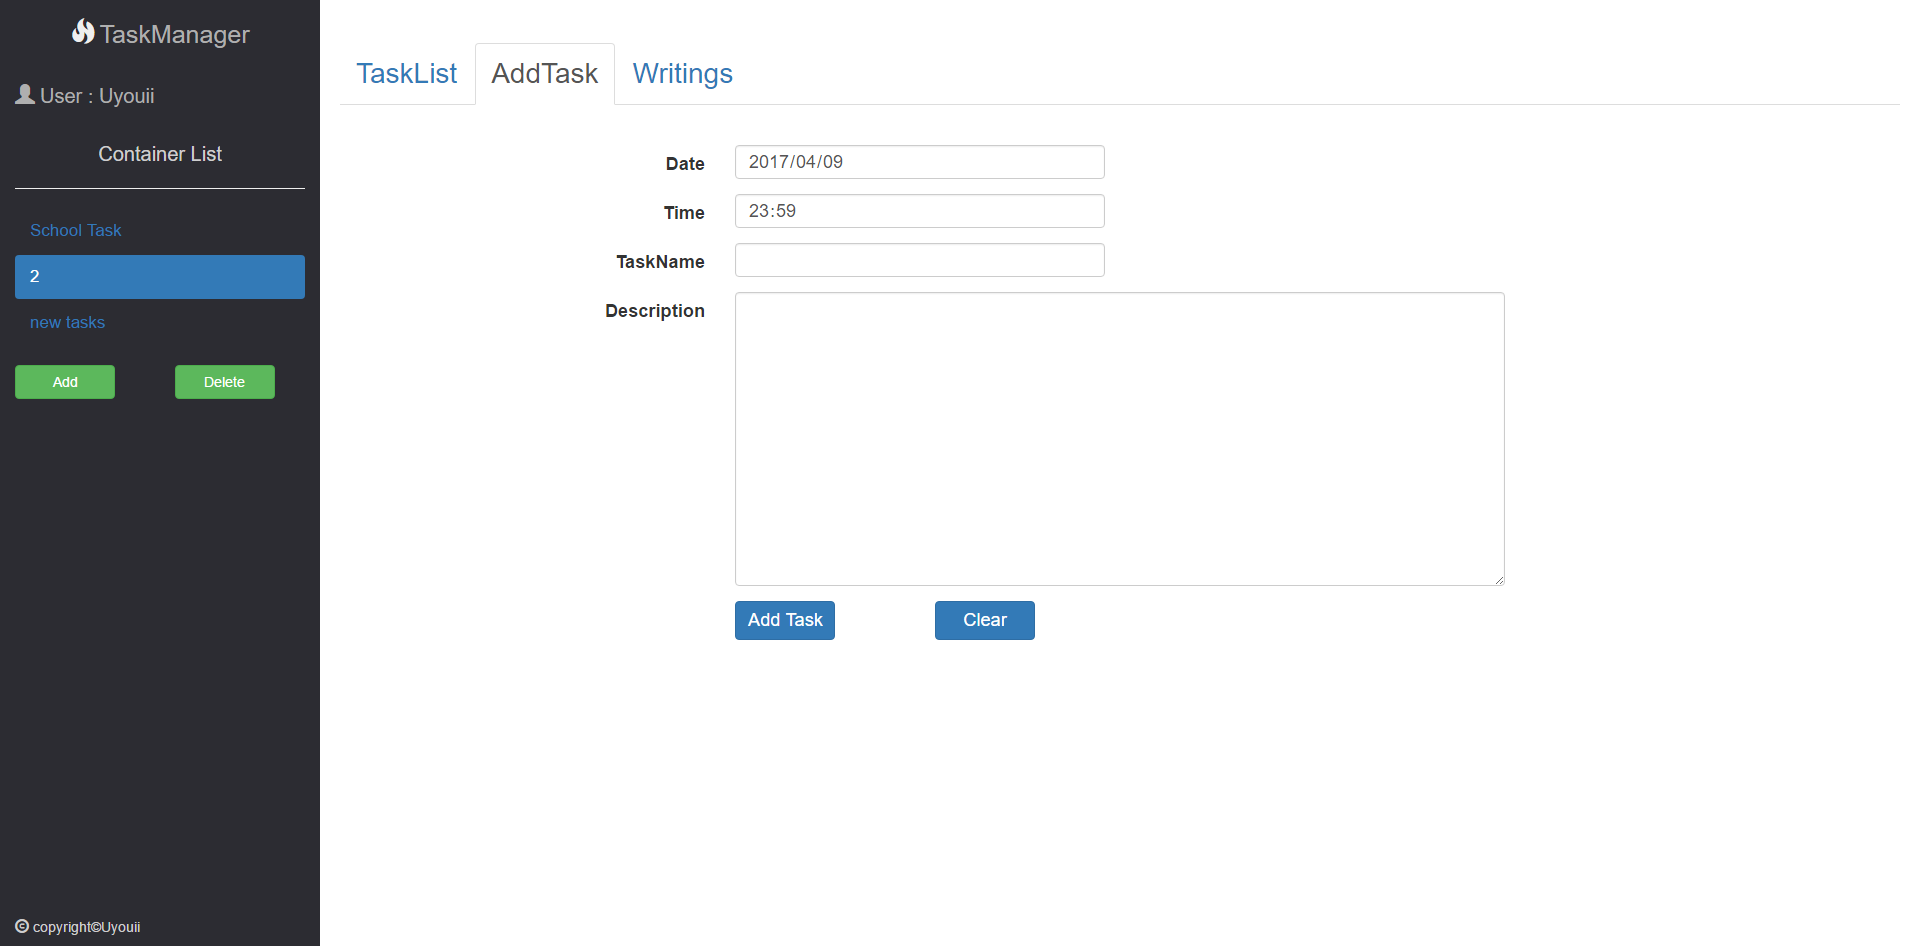 TaskManager
User : Uyouii
Container List
School Task
2
new tasks
Add Delete
copyright©Uyouii
TaskList AddTask Writings
Date 2017/04/09
Time 23:59
TaskName
Description
Add Task Clear